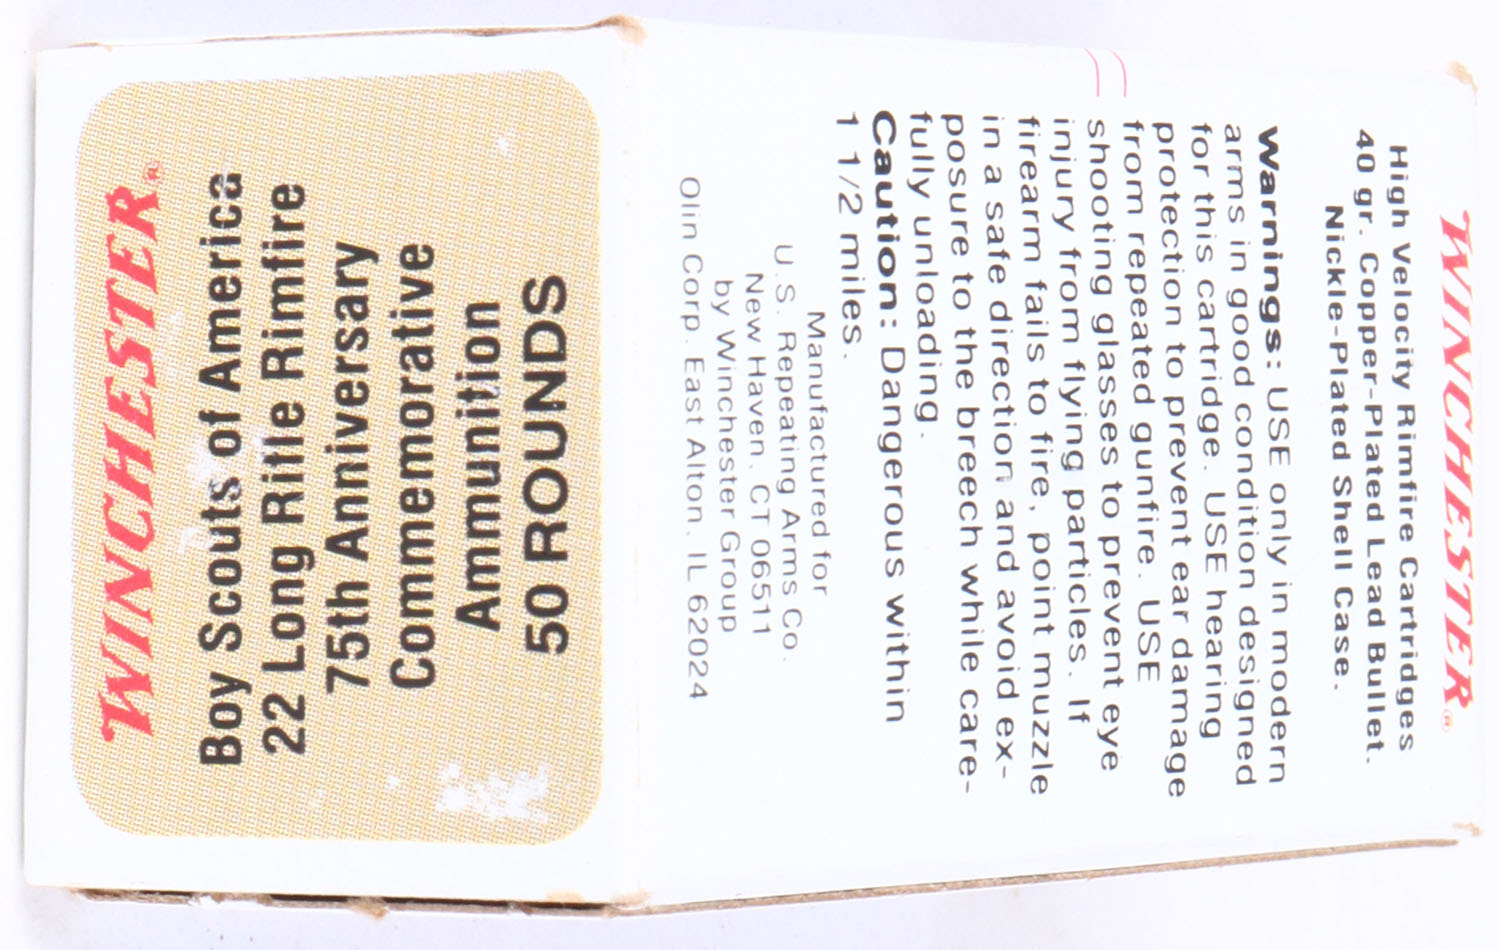 WINCHESTER®
Boy Scouts of America
22 Long Rifle Rimfire
75th Anniversary
Commemorative
Ammunition
50 ROUNDS
WINCHESTER®
High Velocity Rimfire Cartridges
40 gr. Copper-Plated Lead Bullet.
Nickle-Plated Shell Case.
Warnings: USE only in modern
arms in good condition designed
for this cartridge. USE hearing
protection to prevent ear damage
from repeated gunfire. USE
shooting glasses to prevent eye
injury from flying particles. If
firearm fails to fire, point muzzle
in a safe direction and avoid ex-
posure to the breech while care-
fully unloading.
Caution: Dangerous within
1 1/2 miles.
Manufactured for
U.S. Repeating Arms Co.
New Haven, CT 06511
by Winchester Group
Olin Corp. East Alton, IL 62024